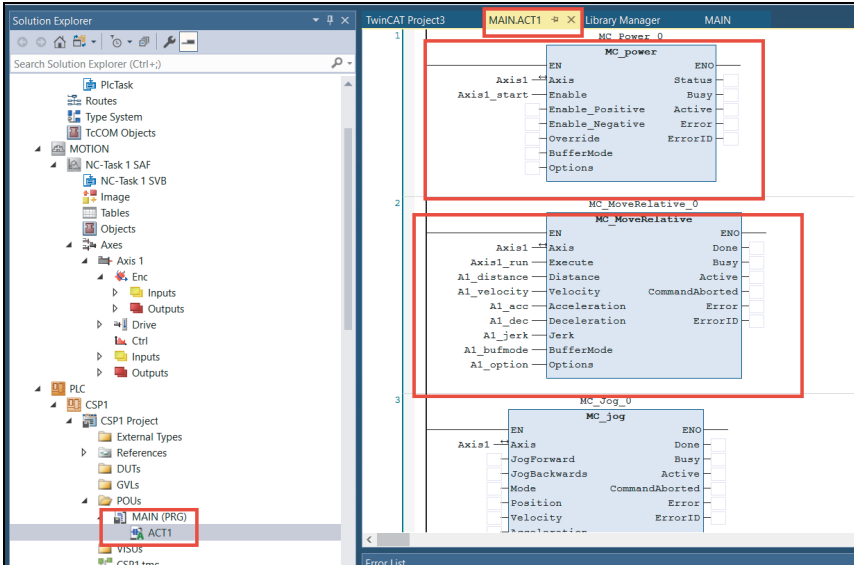 Solution Explorer
Search Solution Explorer (Ctrl+;)
PlcTask
Routes
Type System
TcCOM Objects
MOTION
NC-Task 1 SAF
NC-Task 1 SVB
Image
Tables
Objects
Axes
Axis 1
Enc
Inputs
Outputs
Drive
Ctrl
Inputs
Outputs
PLC
CSP1
CSP1 Project
External Types
References
DUTs
GVLs
POUs
MAIN (PRG)
ACT1
VISUs
CSP1.tmc
TwinCAT Project3 MAIN.ACT1 Library Manager MAIN
1 MC_Power_0
MC_power
EN ENO
Axis1 Axis Status
Axis1_start Enable Busy
Enable_Positive Active
Enable_Negative Error
Override ErrorID
BufferMode
Options
2 MC_MoveRelative_0
MC_MoveRelative
EN ENO
Axis1 Axis Done
Axis1_run Execute Busy
A1_distance Distance Active
A1_velocity Velocity CommandAborted
A1_acc Acceleration Error
A1_dec Deceleration ErrorID
A1_jerk Jerk
A1_bufmode BufferMode
A1_option Options
3 MC_Jog_0
MC_jog
EN ENO
Axis1 Axis Done
JogForward Busy
JogBackwards Active
Mode CommandAborted
Position Error
Velocity ErrorID
Acceleration
Error List